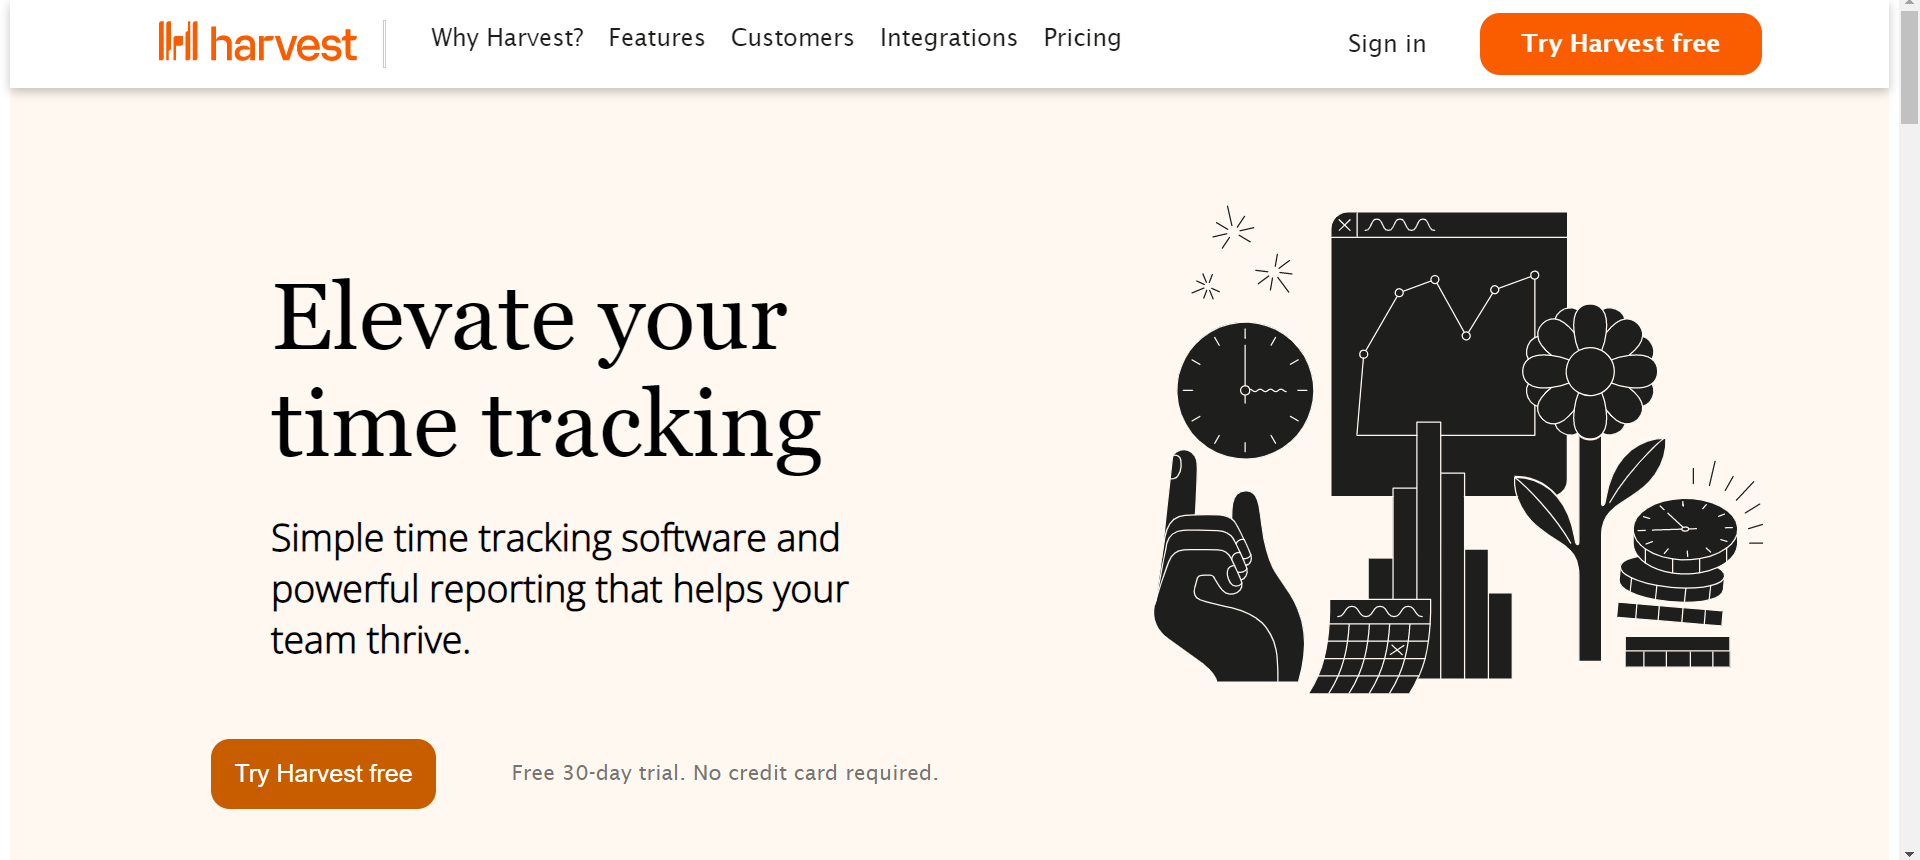 harvest
Why Harvest? Features Customers Integrations Pricing
Sign in
Try Harvest free
Elevate your
time tracking
Simple time tracking software and
powerful reporting that helps your
team thrive.
Try Harvest free
Free 30-day trial. No credit card required.